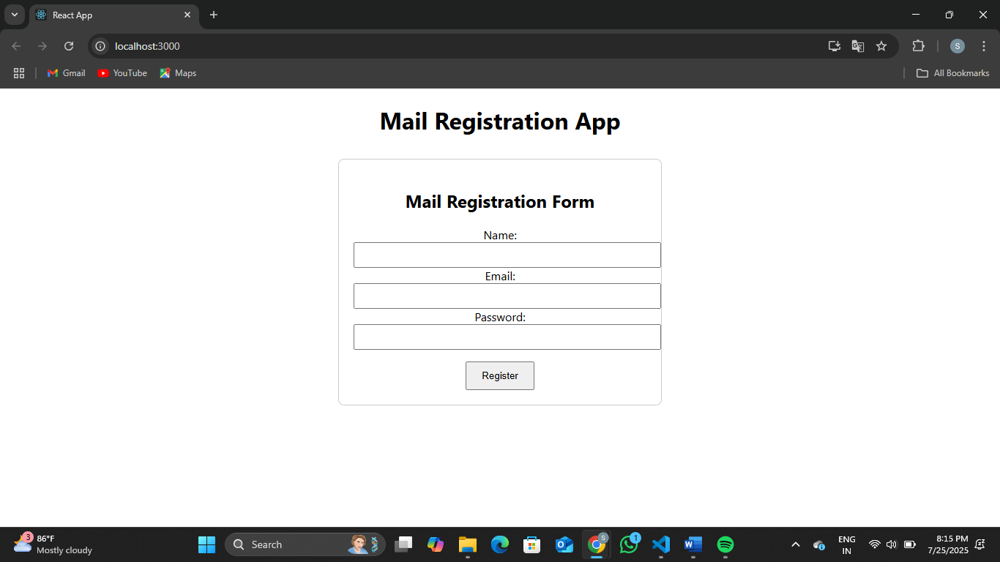 React App
localhost:3000
S
Gmail
YouTube
Maps
All Bookmarks
Mail Registration App
Mail Registration Form
Name:
Email:
Password:
Register
3
86°F
Mostly cloudy
Search
S
1
ENG
IN
8:15 PM
7/25/2025